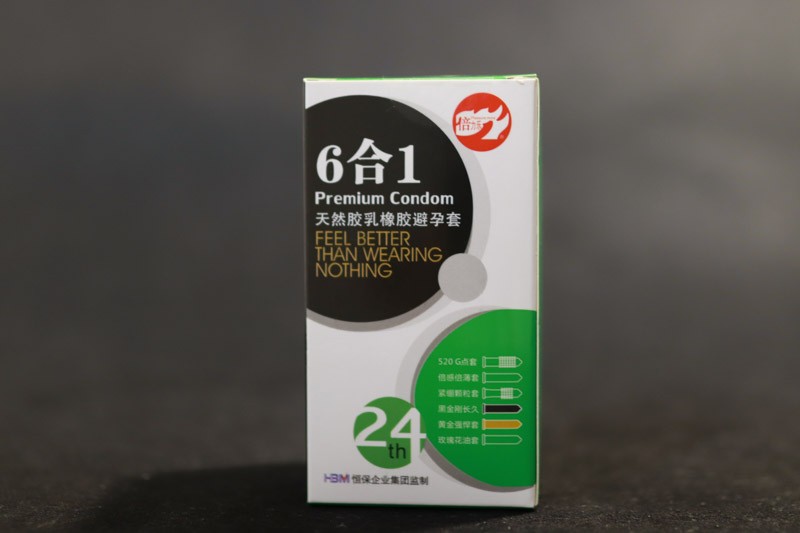 倍
6合1
Premium Condom
天然胶乳橡胶避孕套
FEEL BETTER
THAN WEARING
NOTHING
520 G点套
倍感倍薄套
紧绷颗粒套
黑金刚长久
黄金强悍套
玫瑰花油套
24
th
HBM 恒保企业集团监制